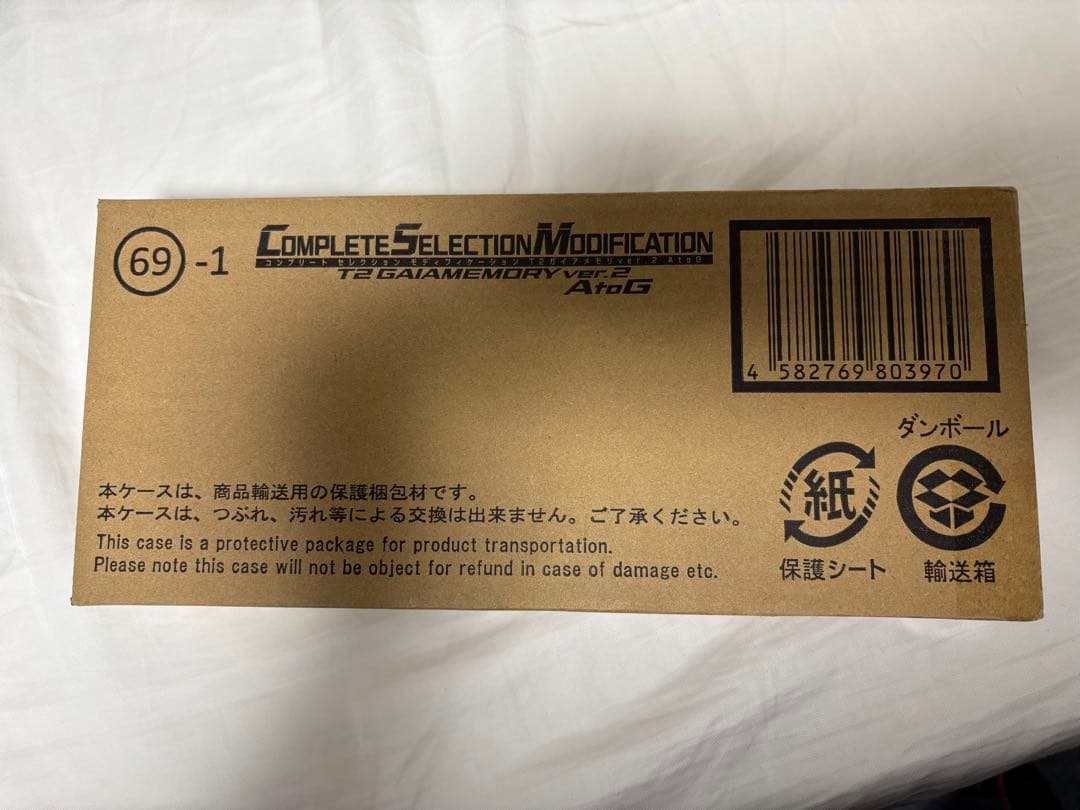 69 -1
COMPLETE SELECTION MODIFICATION
コンプリート セレクション モディフィケーション T2ガイアメモリver.2 AtoG
T2 GAIAMEMORY ver.2
AtoG
4 582769 803970
ダンボール
紙
保護シート
輸送箱
本ケースは、商品輸送用の保護梱包材です。
本ケースは、つぶれ、汚れ等による交換は出来ません。ご了承ください。
This case is a protective package for product transportation.
Please note this case will not be object for refund in case of damage etc.